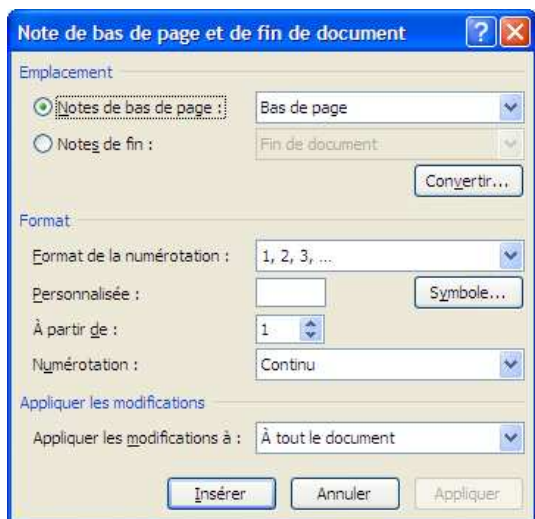 Note de bas de page et de fin de document
Emplacement
Notes de bas de page : Bas de page
Notes de fin : Fin de document
Convertir...
Format
Format de la numérotation : 1, 2, 3, ...
Personnalisée : Symbole...
À partir de : 1
Numérotation : Continu
Appliquer les modifications
Appliquer les modifications à : À tout le document
Insérer Annuler Appliquer